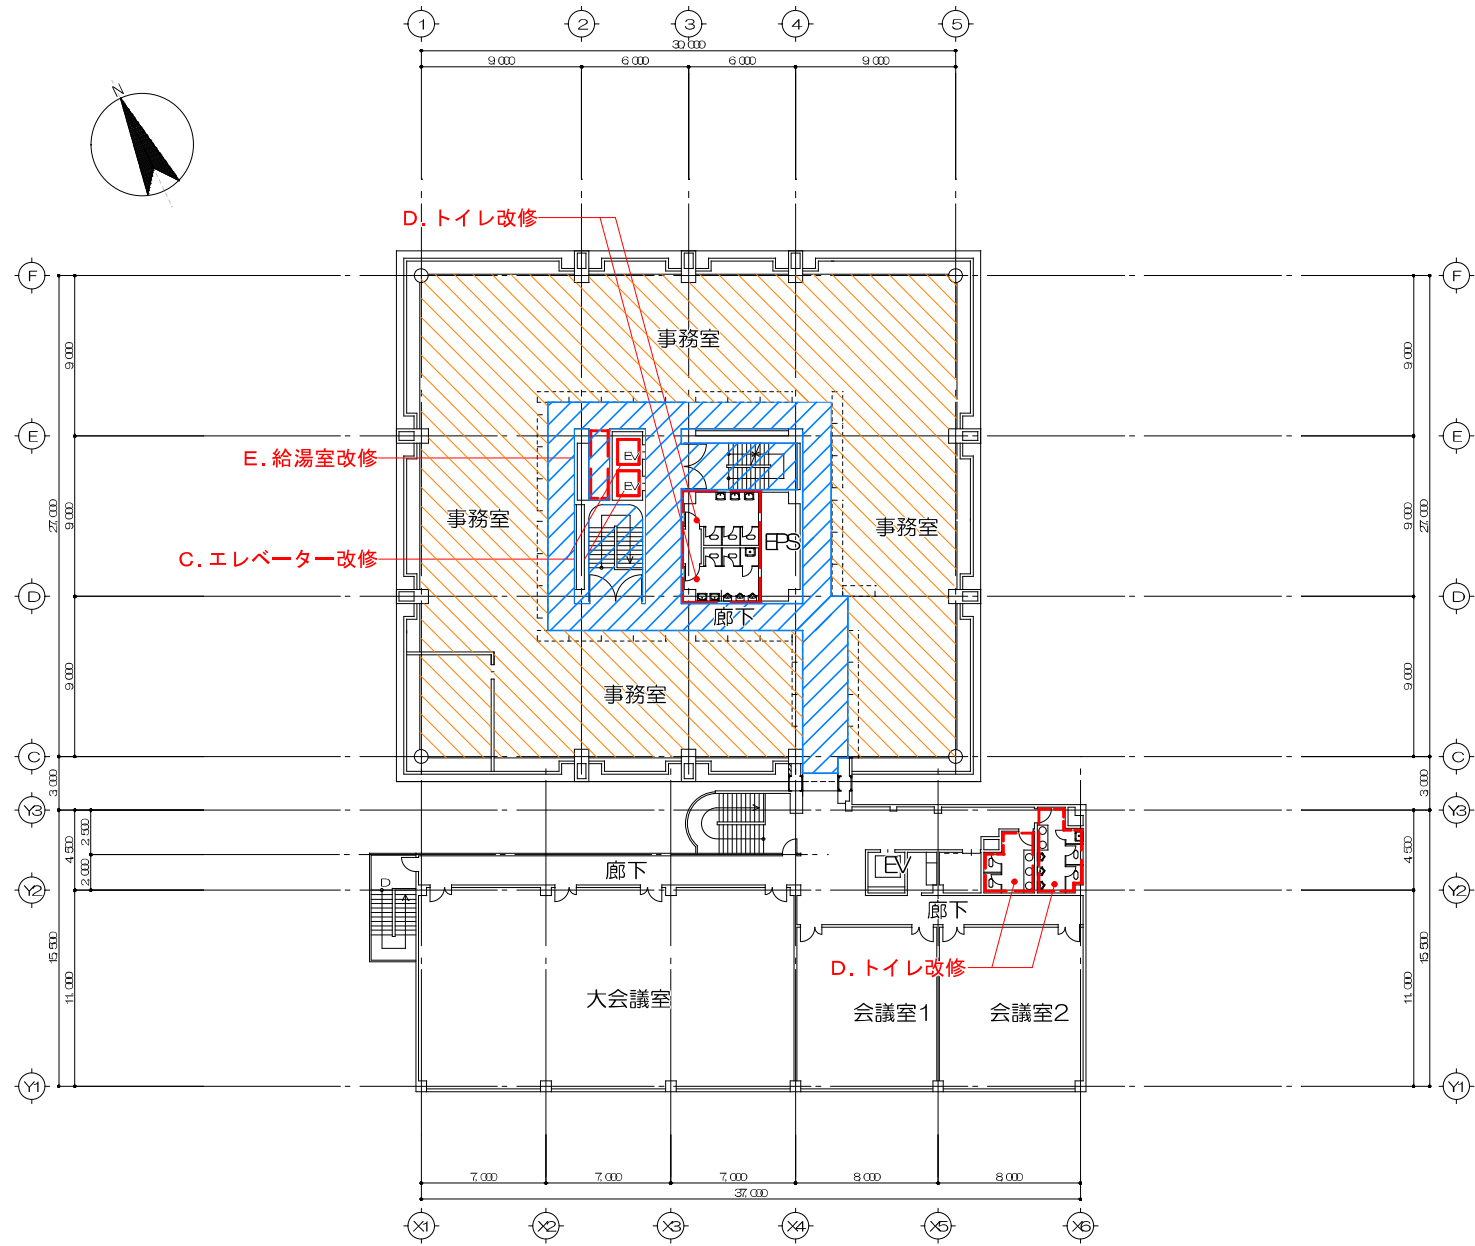 1 2 3 4 5
30,000
9,000 6,000 6,000 9,000
N
D.トイレ改修
F F
事務室
9,000 9,000
E E
E.給湯室改修
EV
EV
事務室 事務室
27,000 9,000 9,000 27,000
EPS
C.エレベーター改修
D D
廊下
9,000 9,000
事務室
C C
3,000 3,000
Y3 Y3
4,500 2,500 4,500
2,000
廊下 EV
D
Y2 Y2
廊下
15,500 15,500
D.トイレ改修
11,000 11,000
大会議室 会議室1 会議室2
Y1 Y1
7,000 7,000 7,000 8,000 8,000
37,000
X1 X2 X3 X4 X5 X6